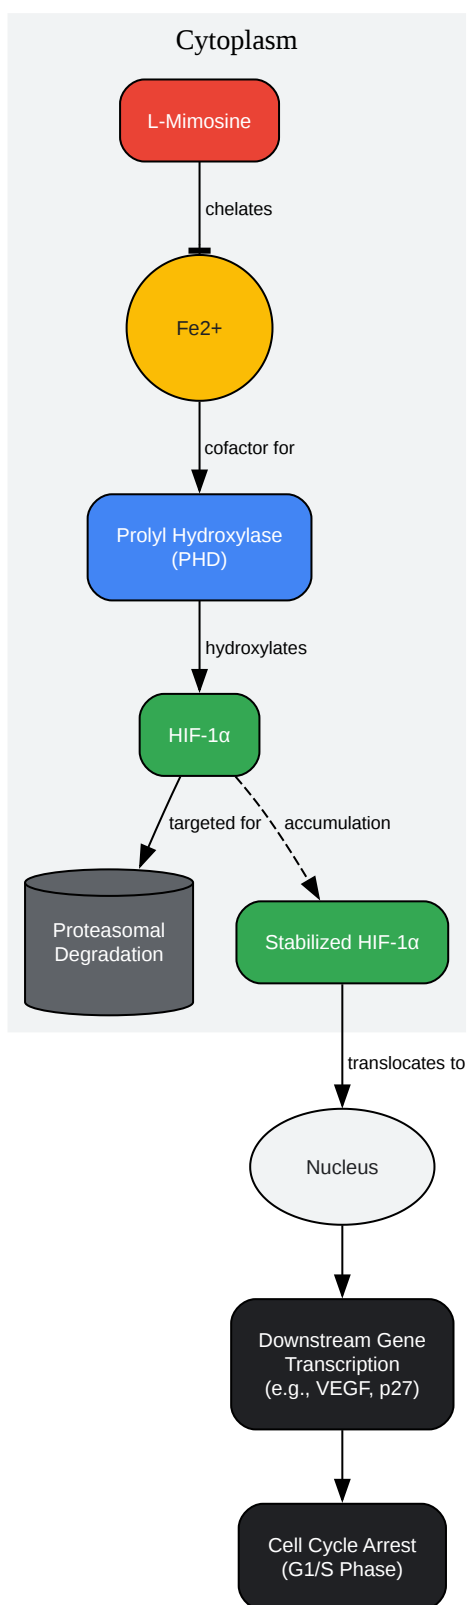 Cytoplasm
L-Mimosine
chelates
Fe2+
cofactor for
Prolyl Hydroxylase
(PHD)
hydroxylates
HIF-1α
targeted for
accumulation
Proteasomal
Degradation
Stabilized HIF-1α
translocates to
Nucleus
Downstream Gene
Transcription
(e.g., VEGF, p27)
Cell Cycle Arrest
(G1/S Phase)